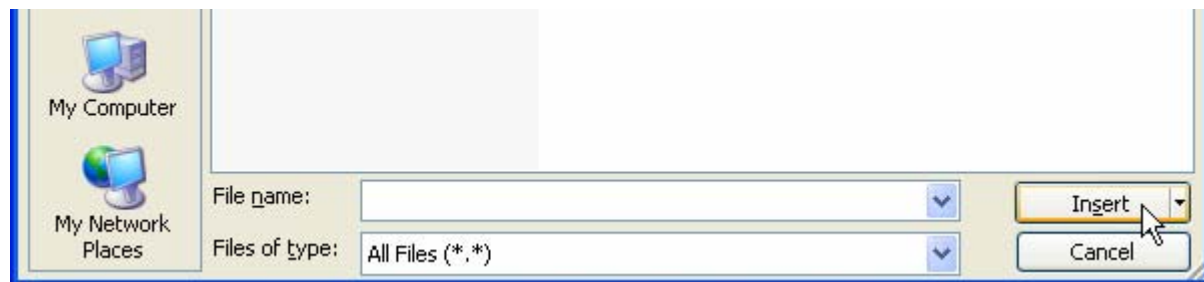 My Computer
My Network
Places
File name:
Insert
Files of type:
All Files (*.*)
Cancel